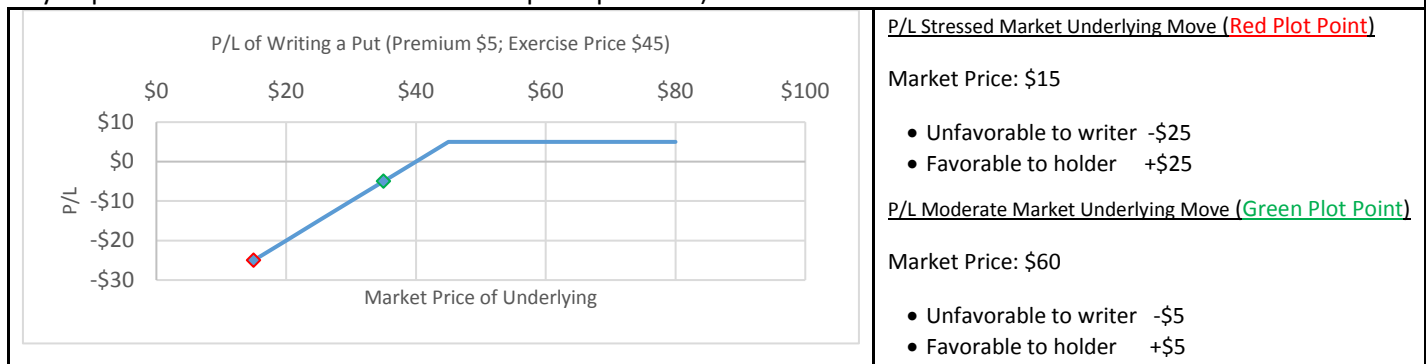 P/L of Writing a Put (Premium $5; Exercise Price $45)
$0 $20 $40 $60 $80 $100
$10
$0
-$10
-$20
-$30
P/L
Market Price of Underlying
P/L Stressed Market Underlying Move (Red Plot Point)
Market Price: $15
• Unfavorable to writer -$25
• Favorable to holder +$25
P/L Moderate Market Underlying Move (Green Plot Point)
Market Price: $60
• Unfavorable to writer -$5
• Favorable to holder +$5